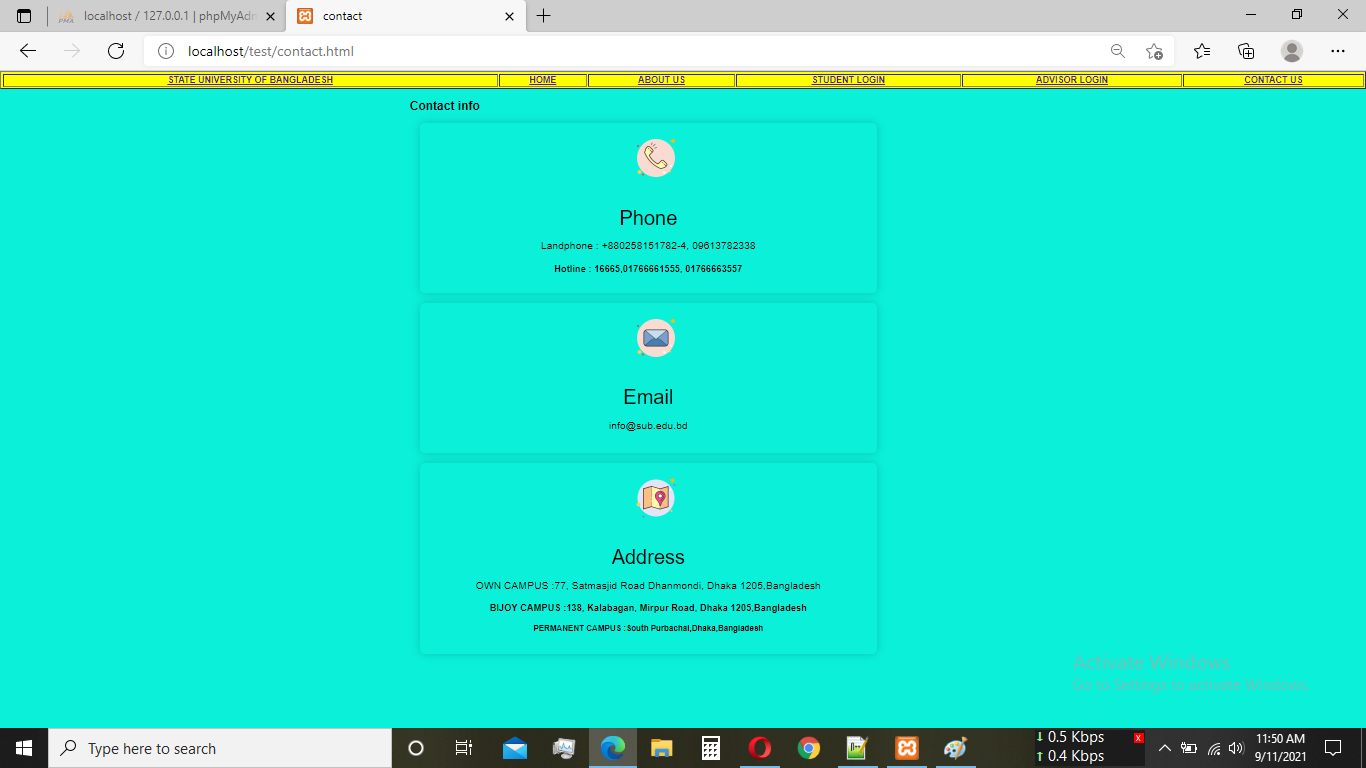 localhost / 127.0.0.1 | phpMyAdm
contact
localhost/test/contact.html
STATE UNIVERSITY OF BANGLADESH HOME ABOUT US STUDENT LOGIN ADVISOR LOGIN CONTACT US
Contact info
Phone
Landphone : +880258151782-4, 09613782338
Hotline : 16665,01766661555, 01766663557
Email
info@sub.edu.bd
Address
OWN CAMPUS :77, Satmasjid Road Dhanmondi, Dhaka 1205,Bangladesh
BIJOY CAMPUS :138, Kalabagan, Mirpur Road, Dhaka 1205,Bangladesh
PERMANENT CAMPUS :South Purbachal,Dhaka,Bangladesh
Activate Windows
Go to Settings to activate Windows.
Type here to search
0.5 Kbps
0.4 Kbps
11:50 AM
9/11/2021